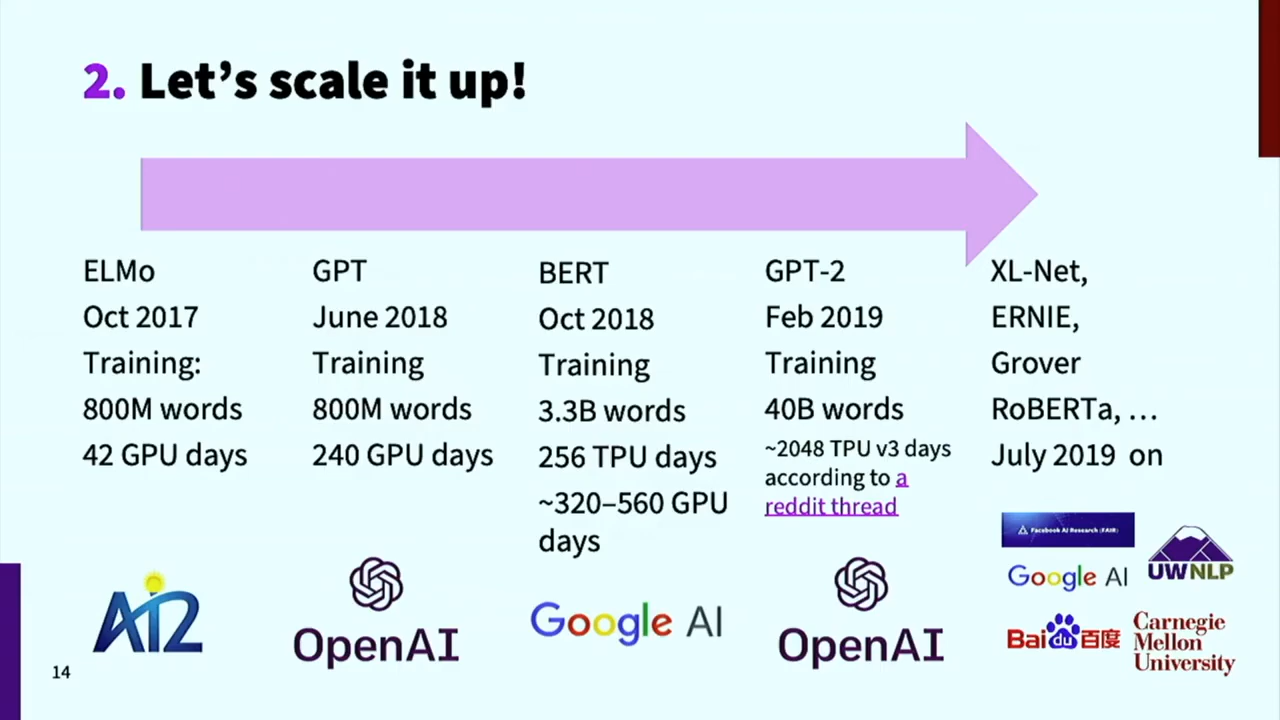 2. Let's scale it up!
ELMo
Oct 2017
Training:
800M words
42 GPU days
GPT
June 2018
Training
800M words
240 GPU days
BERT
Oct 2018
Training
3.3B words
256 TPU days
~320–560 GPU
days
GPT-2
Feb 2019
Training
40B words
~2048 TPU v3 days
according to a
reddit thread
XL-Net,
ERNIE,
Grover
RoBERTa, …
July 2019 on
AI2
OpenAI
Google AI
OpenAI
Facebook AI Research (FAIR)
Google AI
UWNLP
Baidu百度
Carnegie
Mellon
University
14